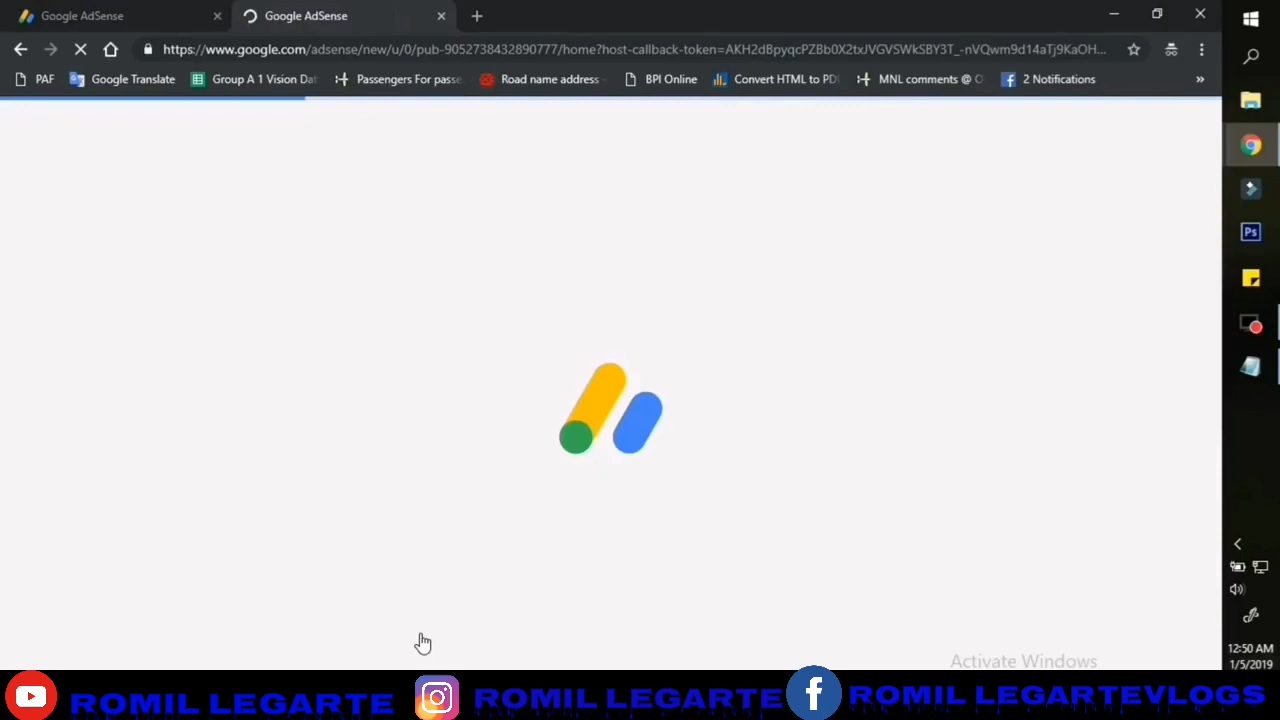 Google AdSense
Google AdSense
https://www.google.com/adsense/new/u/0/pub-9052738432890777/home?host-callback-token=AKH2dBpyqcPZBb0X2txJVGVSWkSBY3T_-nVQwm9d14aTj9KaOH...
PAF
Google Translate
Group A 1 Vision Dat
Passengers For passe
Road name address
BPI Online
Convert HTML to PD
MNL comments @ O
2 Notifications
»
Ps
Activate Windows
12:50 AM
1/5/2019
ROMIL LEGARTE
ROMIL LEGARTE
ROMIL LEGARTEVLOGS